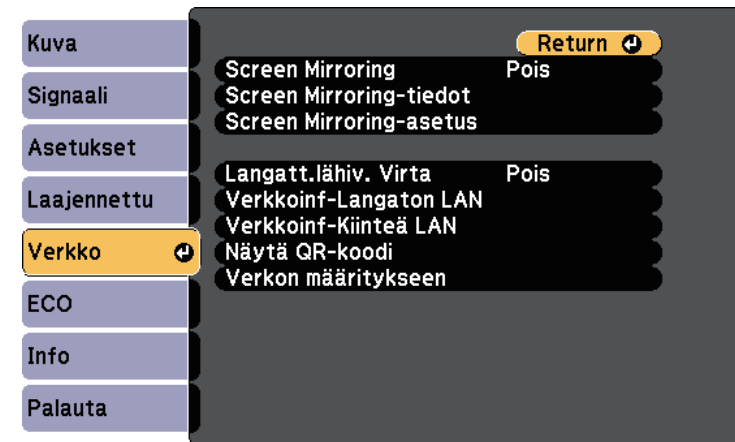 Kuva
Signaali
Asetukset
Laajennettu
Verkko
ECO
Info
Palauta
Return
Screen Mirroring Pois
Screen Mirroring-tiedot
Screen Mirroring-asetus
Langatt.lähiv. Virta Pois
Verkkoinf-Langaton LAN
Verkkoinf-Kiinteä LAN
Näytä QR-koodi
Verkon määritykseen